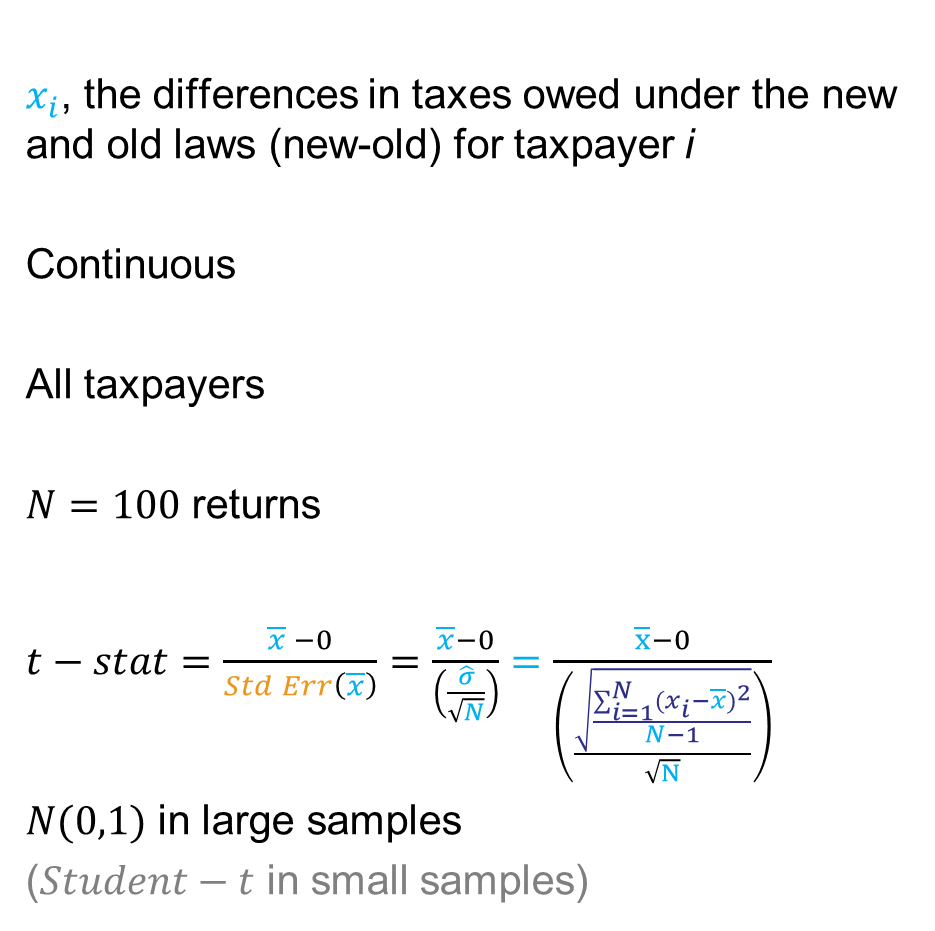 $x_i$, the differences in taxes owed under the new
and old laws (new-old) for taxpayer i
Continuous
All taxpayers
$N = 100$ returns
$t - stat = \frac{\overline{x} - 0}{Std\ Err(\overline{x})} = \frac{\overline{x} - 0}{\left(\frac{\hat{\sigma}}{\sqrt{N}}\right)} = \frac{\overline{x} - 0}{\left(\frac{\sqrt{\frac{\sum_{i=1}^{N}(x_i - \overline{x})^2}{N-1}}}{\sqrt{N}}\right)}$
$N(0,1)$ in large samples
($Student - t$ in small samples)